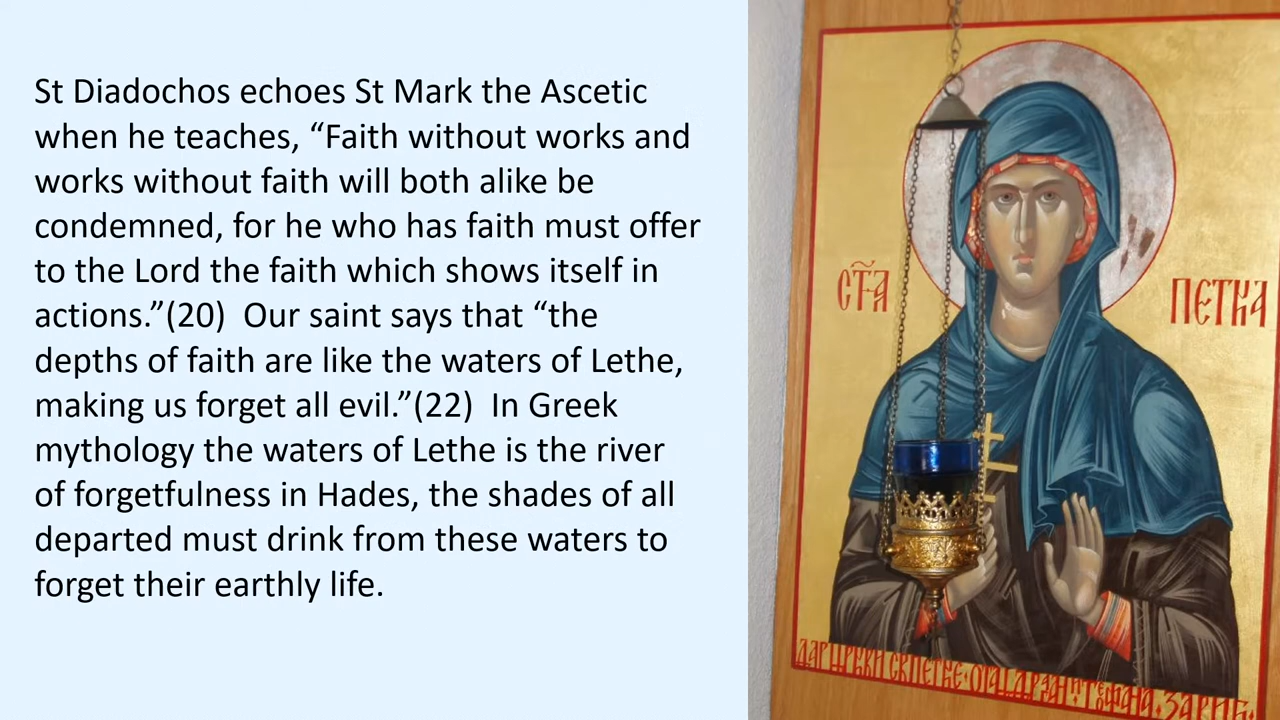 St Diadochos echoes St Mark the Ascetic
when he teaches, “Faith without works and
works without faith will both alike be
condemned, for he who has faith must offer
to the Lord the faith which shows itself in
actions.”(20)  Our saint says that “the
depths of faith are like the waters of Lethe,
making us forget all evil.”(22)  In Greek
mythology the waters of Lethe is the river
of forgetfulness in Hades, the shades of all
departed must drink from these waters to
forget their earthly life.
СТ҃А
ПЕТКА